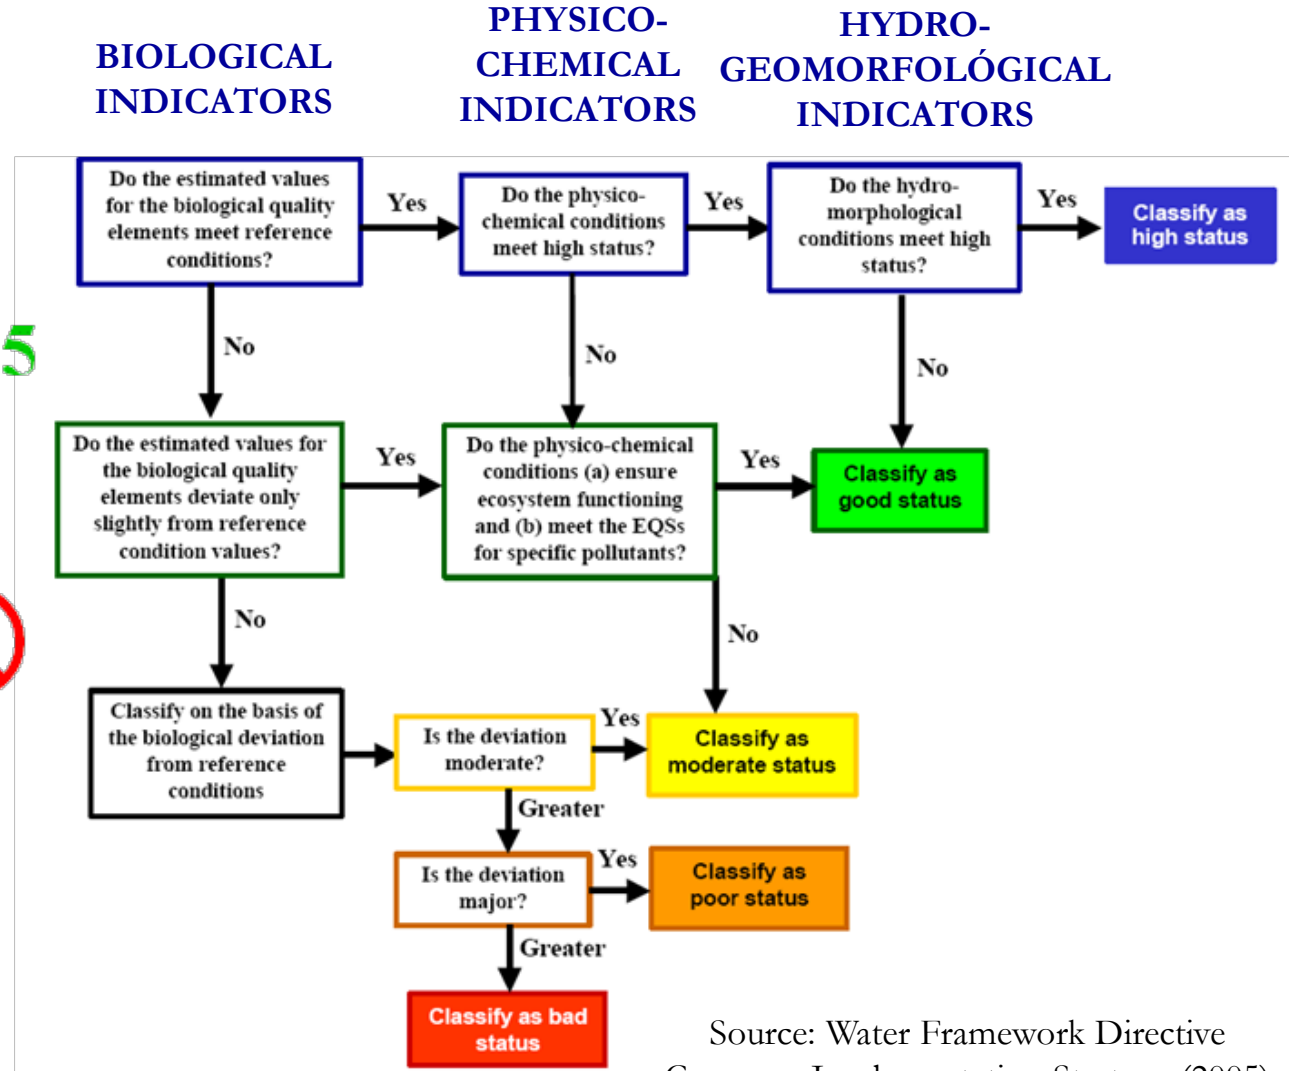 BIOLOGICAL
INDICATORS
PHYSICO-
CHEMICAL
INDICATORS
HYDRO-
GEOMORFOLÓGICAL
INDICATORS
Do the estimated values
for the biological quality
elements meet reference
conditions?
Yes
Do the physico-
chemical conditions
meet high status?
Yes
Do the hydro-
morphological
conditions meet high
status?
Yes
Classify as
high status
5
No
No
No
Do the estimated values for
the biological quality
elements deviate only
slightly from reference
condition values?
Yes
Do the physico-chemical
conditions (a) ensure
ecosystem functioning
and (b) meet the EQSs
for specific pollutants?
Yes
Classify as
good status
No
No
Classify on the basis of
the biological deviation
from reference
conditions
Is the deviation
moderate?
Yes
Classify as
moderate status
Greater
Is the deviation
major?
Yes
Classify as
poor status
Greater
Classify as bad
status
Source: Water Framework Directive